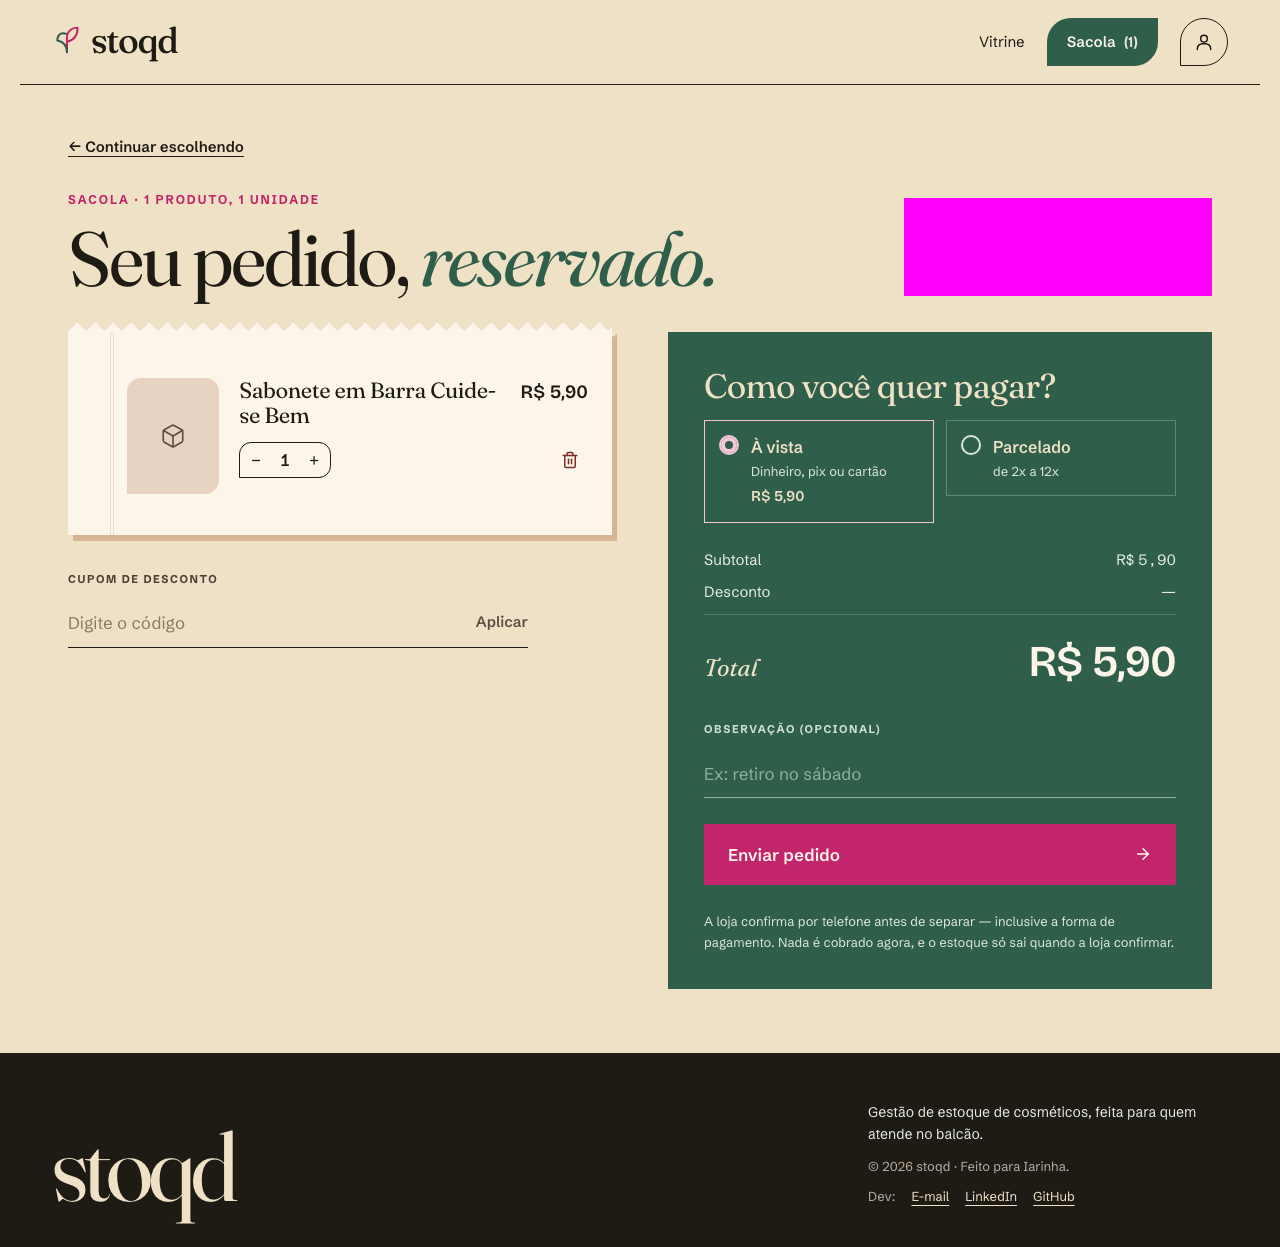 stoqd
Vitrine
Sacola (1)
← Continuar escolhendo
SACOLA · 1 PRODUTO, 1 UNIDADE
Seu pedido, reservado.
Sabonete em Barra Cuide-
se Bem
R$ 5,90
− 1 +
CUPOM DE DESCONTO
Digite o código
Aplicar
Como você quer pagar?
À vista
Dinheiro, pix ou cartão
R$ 5,90
Parcelado
de 2x a 12x
Subtotal R$ 5,90
Desconto —
Total R$ 5,90
OBSERVAÇÃO (OPCIONAL)
Ex: retiro no sábado
Enviar pedido →
A loja confirma por telefone antes de separar — inclusive a forma de
pagamento. Nada é cobrado agora, e o estoque só sai quando a loja confirmar.
stoqd
Gestão de estoque de cosméticos, feita para quem
atende no balcão.
© 2026 stoqd · Feito para Iarinha.
Dev: E-mail LinkedIn GitHub